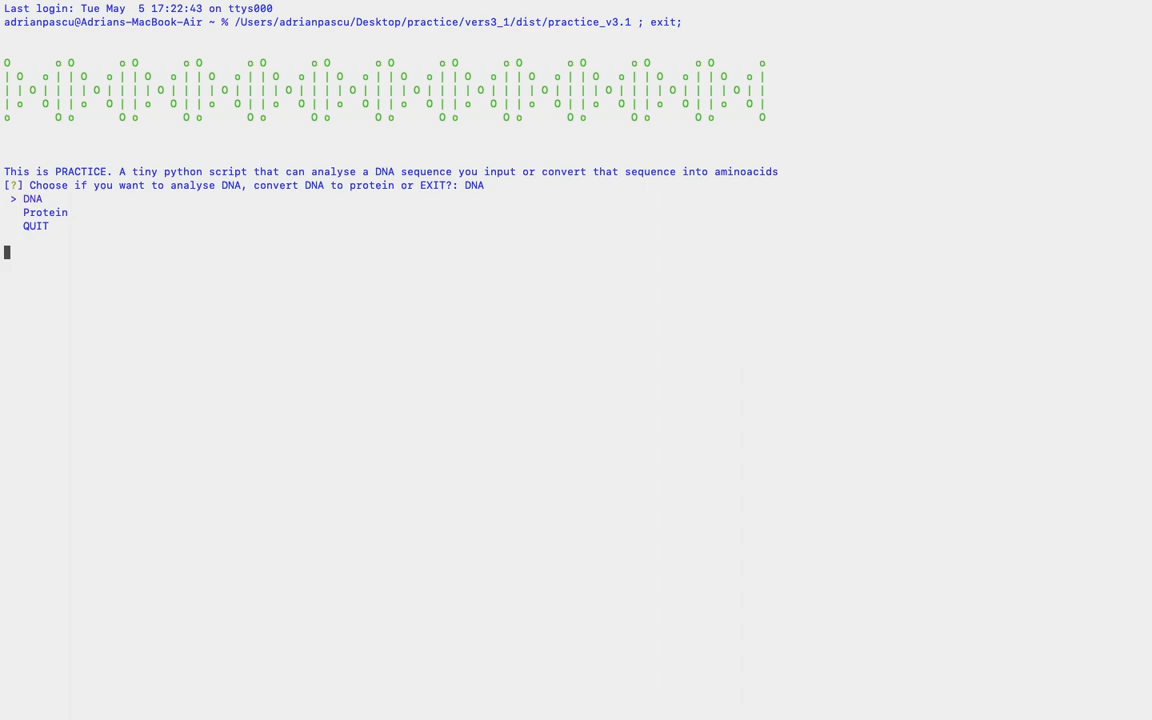 Last login: Tue May  5 17:22:43 on ttys000
adrianpascu@Adrians-MacBook-Air ~ % /Users/adrianpascu/Desktop/practice/vers3_1/dist/practice_v3.1 ; exit;
O       o O       o O       o O       o O       o O       o O       o O       o O       o O       o O       o O       o
| O   o | | O   o | | O   o | | O   o | | O   o | | O   o | | O   o | | O   o | | O   o | | O   o | | O   o | | O   o |
| | O | | | | O | | | | O | | | | O | | | | O | | | | O | | | | O | | | | O | | | | O | | | | O | | | | O | | | | O | |
| o   O | | o   O | | o   O | | o   O | | o   O | | o   O | | o   O | | o   O | | o   O | | o   O | | o   O | | o   O |
o       O o       O o       O o       O o       O o       O o       O o       O o       O o       O o       O o       O
This is PRACTICE. A tiny python script that can analyse a DNA sequence you input or convert that sequence into aminoacids
[?] Choose if you want to analyse DNA, convert DNA to protein or EXIT?: DNA
 > DNA
   Protein
   QUIT